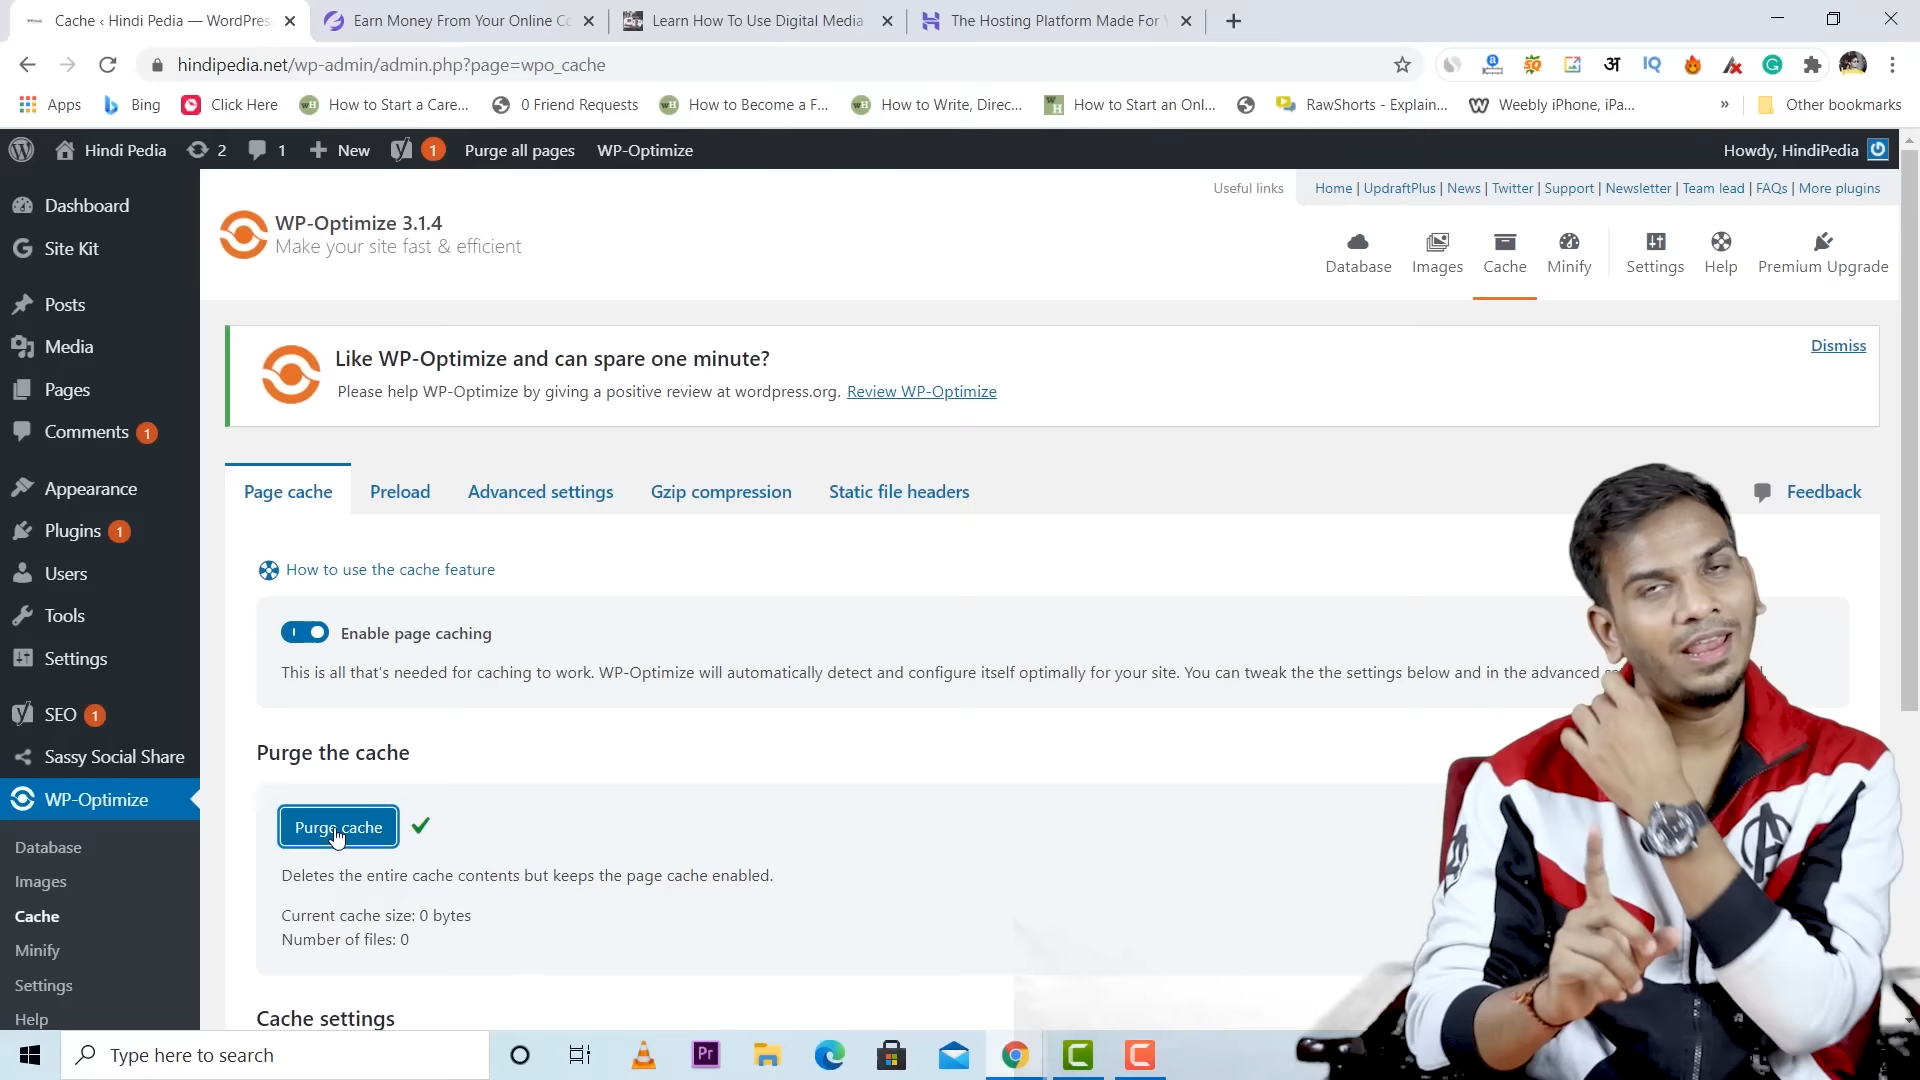 Cache ‹ Hindi Pedia — WordPres
Earn Money From Your Online Co
Learn How To Use Digital Media
The Hosting Platform Made For
hindipedia.net/wp-admin/admin.php?page=wpo_cache
Apps
Bing
Click Here
How to Start a Care...
0 Friend Requests
How to Become a F...
How to Write, Direc...
How to Start an Onl...
RawShorts - Explain...
Weebly iPhone, iPa...
»
Other bookmarks
Hindi Pedia
2
1
New
1
Purge all pages
WP-Optimize
Howdy, HindiPedia
Dashboard
Site Kit
Posts
Media
Pages
Comments 1
Appearance
Plugins 1
Users
Tools
Settings
SEO 1
Sassy Social Share
WP-Optimize
Database
Images
Cache
Minify
Settings
Help
Useful links
Home | UpdraftPlus | News | Twitter | Support | Newsletter | Team lead | FAQs | More plugins
WP-Optimize 3.1.4
Make your site fast & efficient
Database
Images
Cache
Minify
Settings
Help
Premium Upgrade
Like WP-Optimize and can spare one minute?
Dismiss
Please help WP-Optimize by giving a positive review at wordpress.org. Review WP-Optimize
Page cache
Preload
Advanced settings
Gzip compression
Static file headers
Feedback
How to use the cache feature
Enable page caching
This is all that's needed for caching to work. WP-Optimize will automatically detect and configure itself optimally for your site. You can tweak the the settings below and in the advanced
Purge the cache
Purge cache
Deletes the entire cache contents but keeps the page cache enabled.
Current cache size: 0 bytes
Number of files: 0
Cache settings
Type here to search